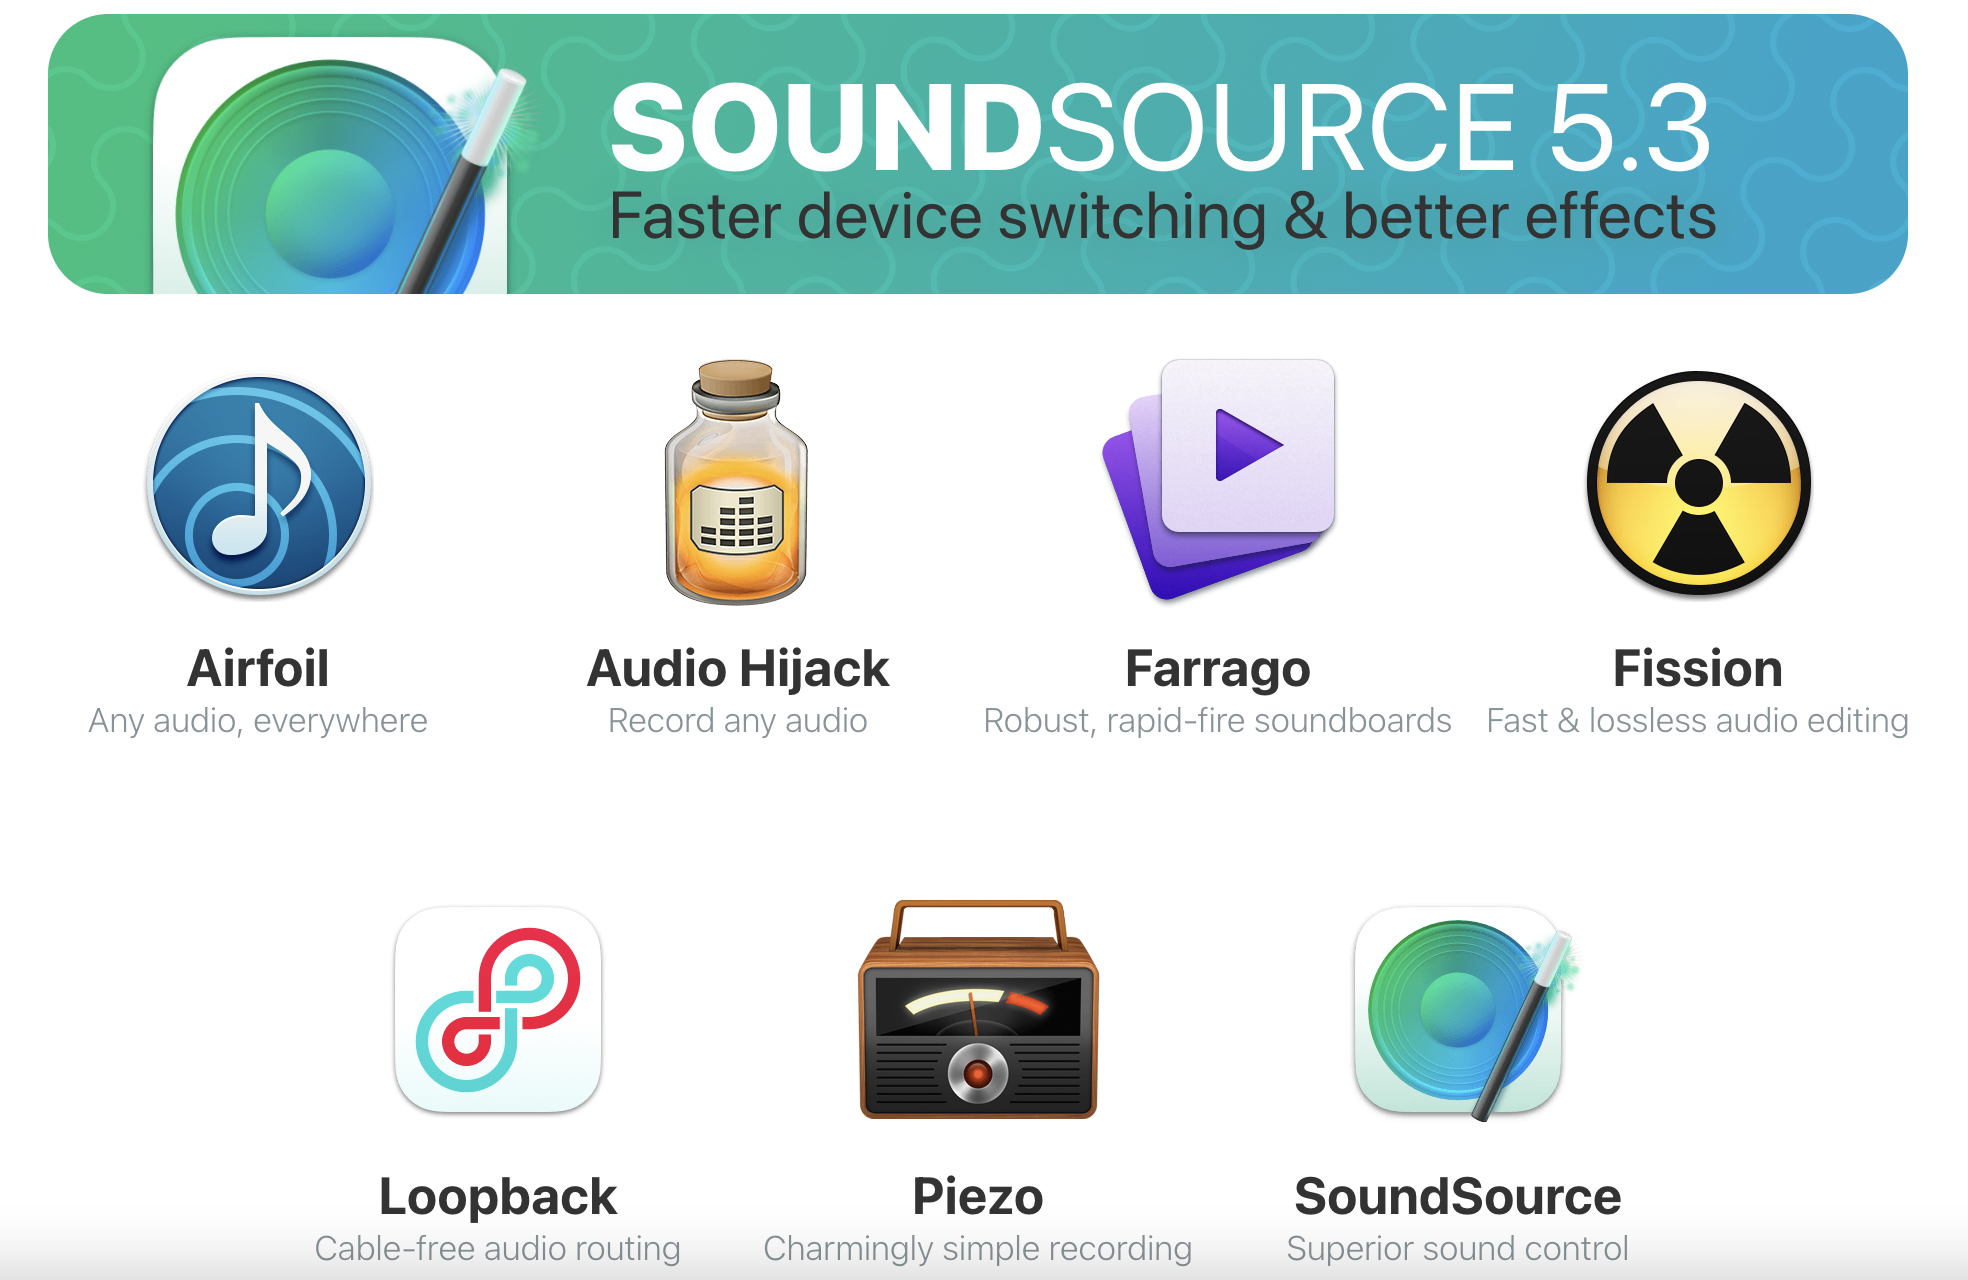 SOUNDSOURCE 5.3
Faster device switching & better effects
Airfoil
Any audio, everywhere
Audio Hijack
Record any audio
Farrago
Robust, rapid-fire soundboards
Fission
Fast & lossless audio editing
Loopback
Cable-free audio routing
Piezo
Charmingly simple recording
SoundSource
Superior sound control